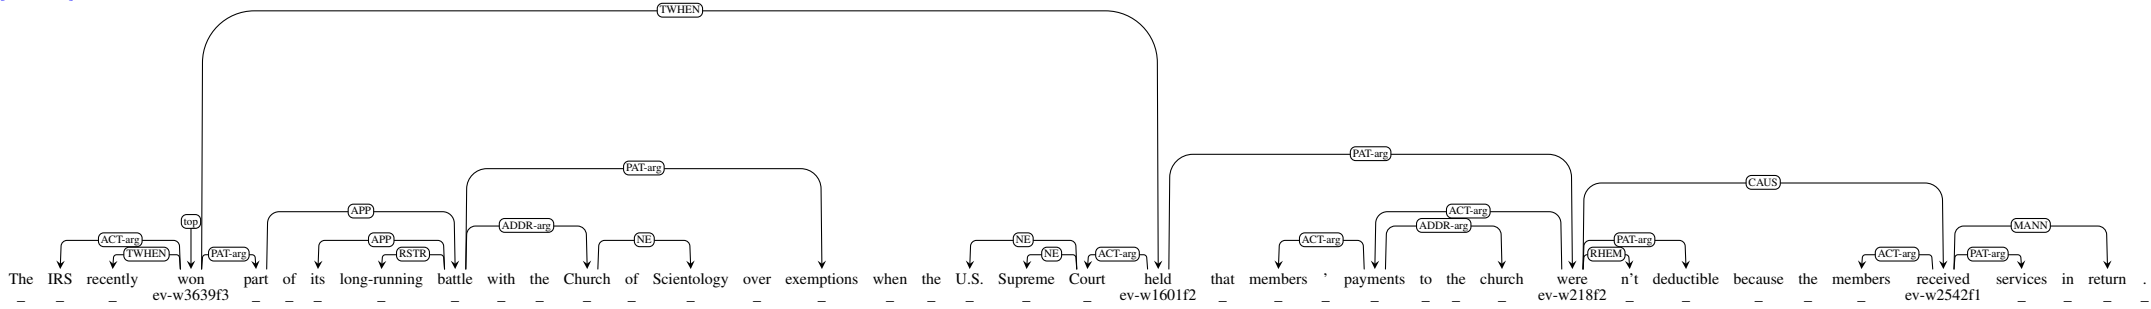 TWHEN
PAT-arg PAT-arg
CAUS
top APP ACT-arg
ADDR-arg ADDR-arg MANN
ACT-arg APP NE NE ACT-arg PAT-arg
TWHEN PAT-arg RSTR NE ACT-arg RHEM ACT-arg PAT-arg
The IRS recently won part of its long-running battle with the Church of Scientology over exemptions when the U.S. Supreme Court held that members ' payments to the church were n't deductible because the members received services in return .
_ _ _ ev-w3639f3 _ _ _ _ _ _ _ _ _ _ _ _ _ _ _ _ _ ev-w1601f2 _ _ _ _ _ _ _ ev-w218f2 _ _ _ _ _ ev-w2542f1 _ _ _ _